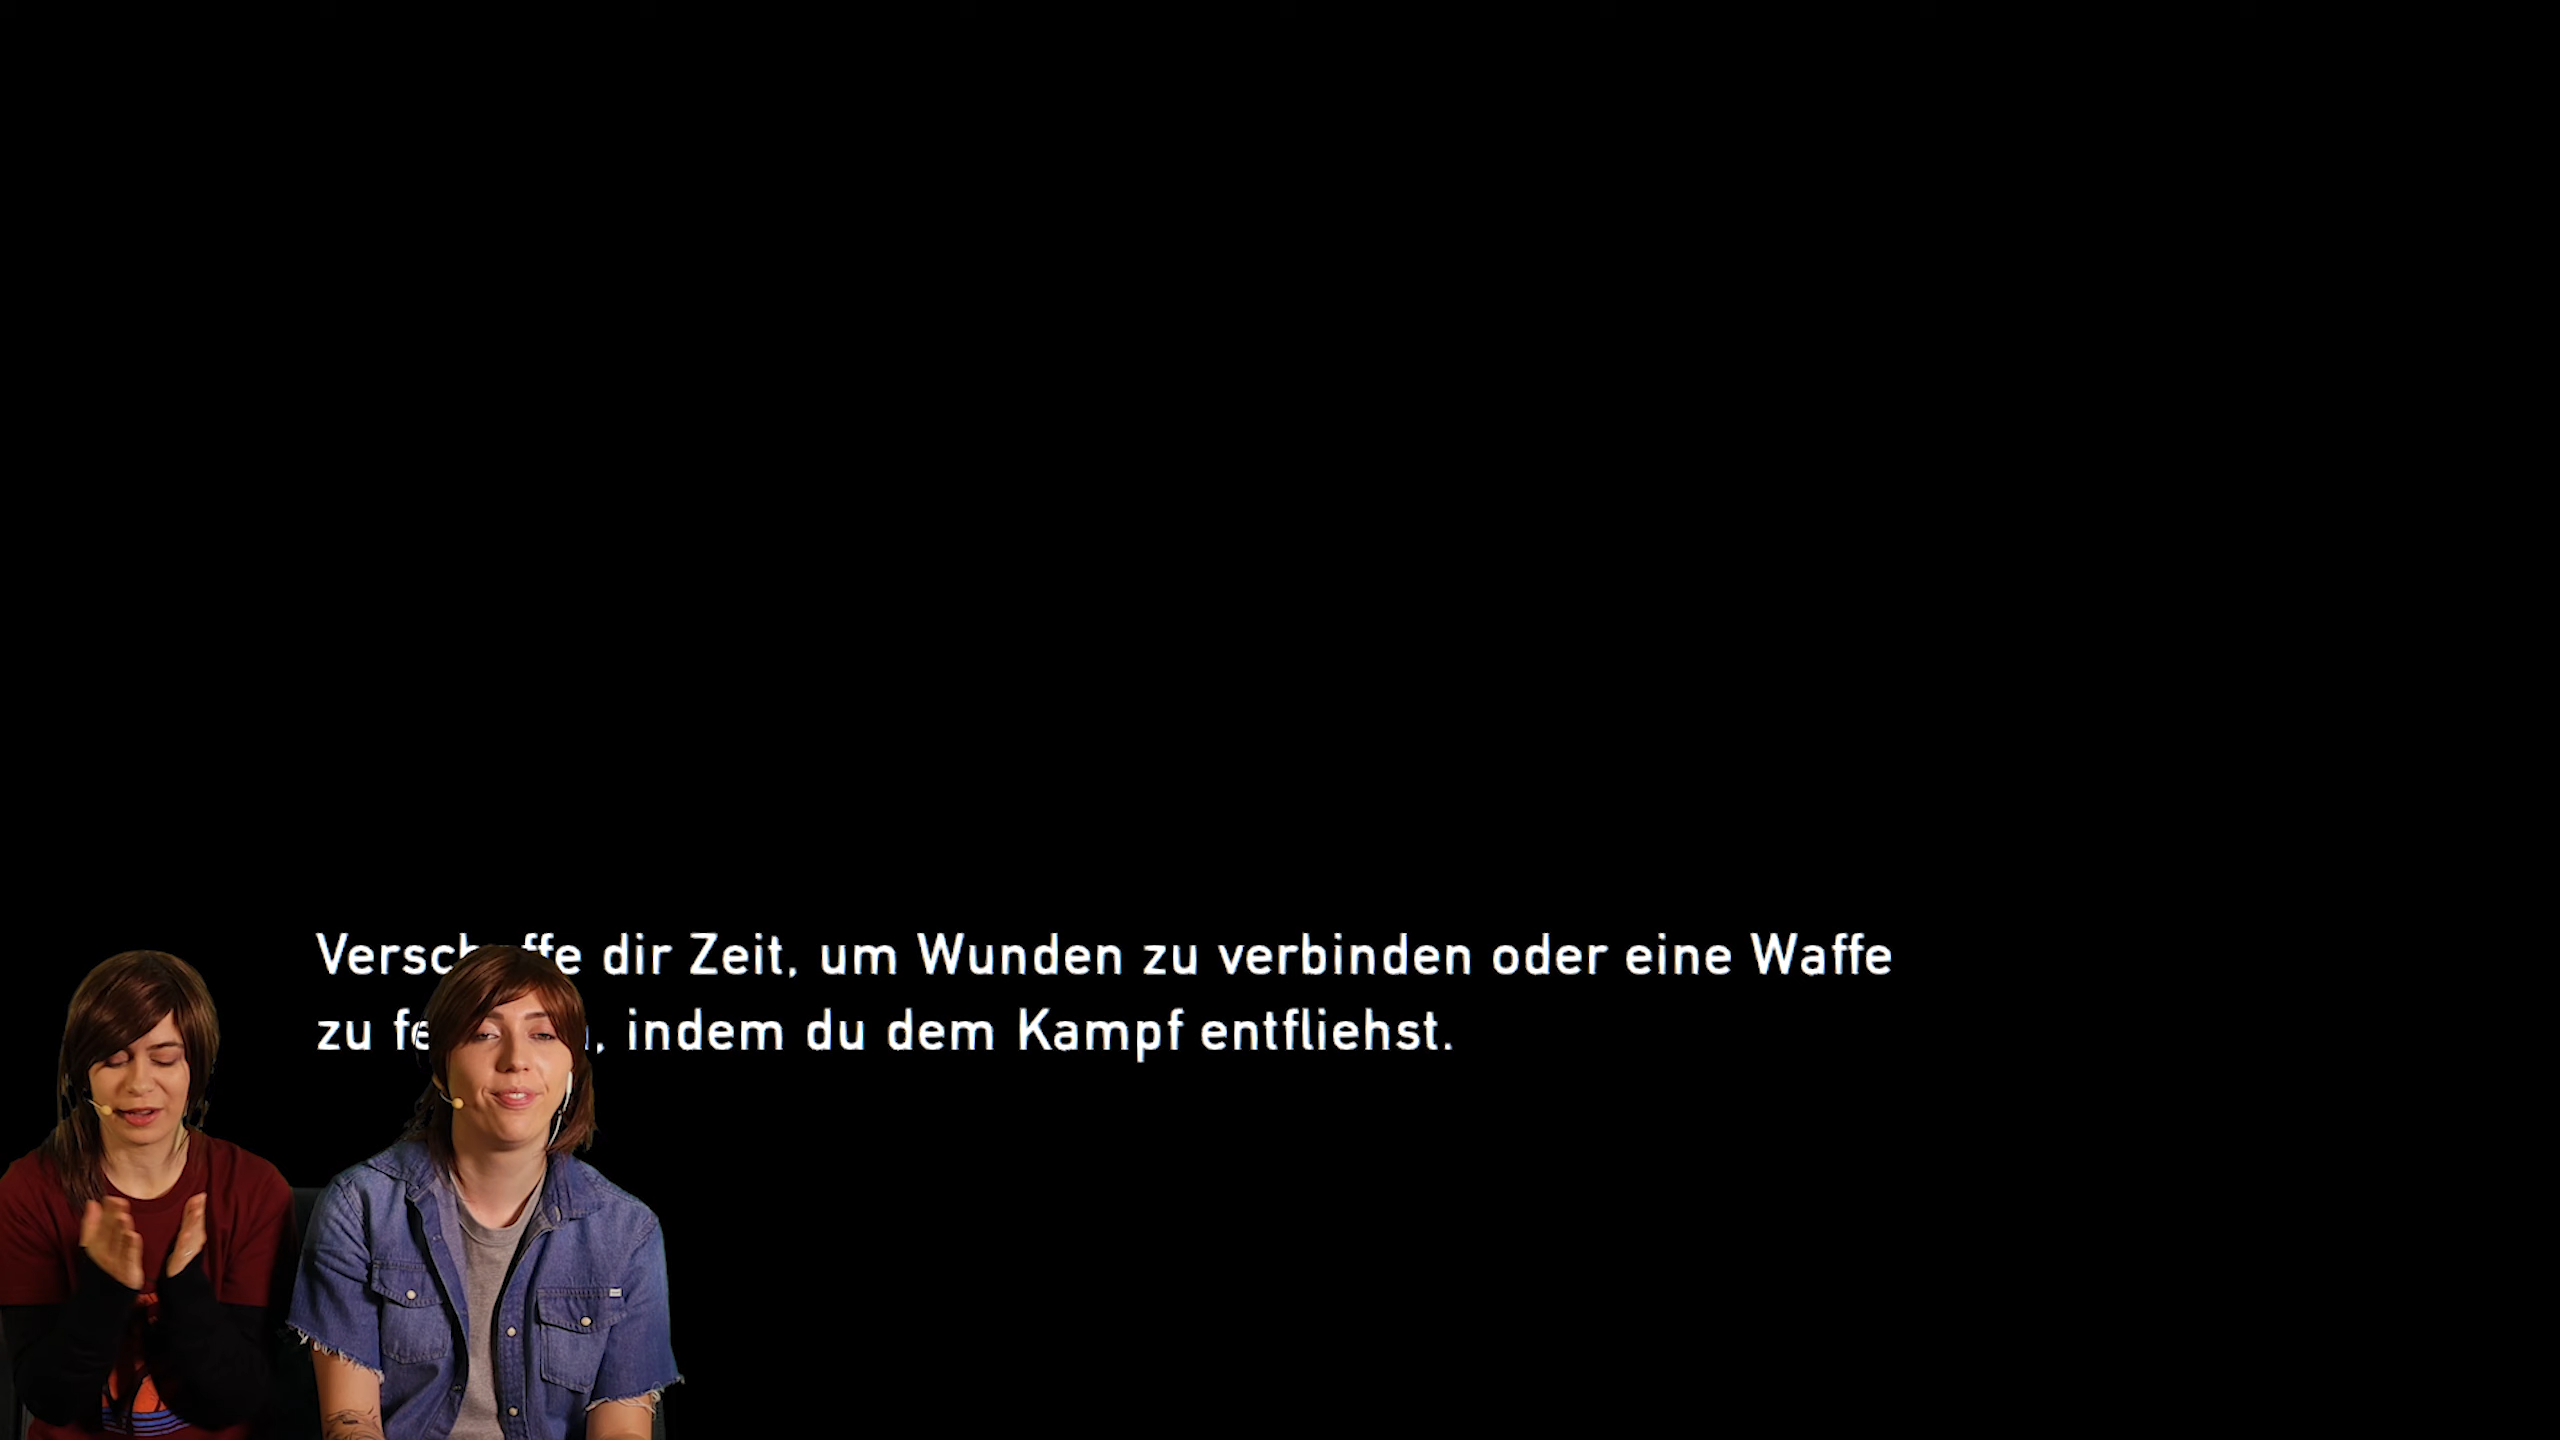 dir Zeit, um Wunden zu verbinden oder eine Waffe
zu indem du dem Kampf entfliehst.